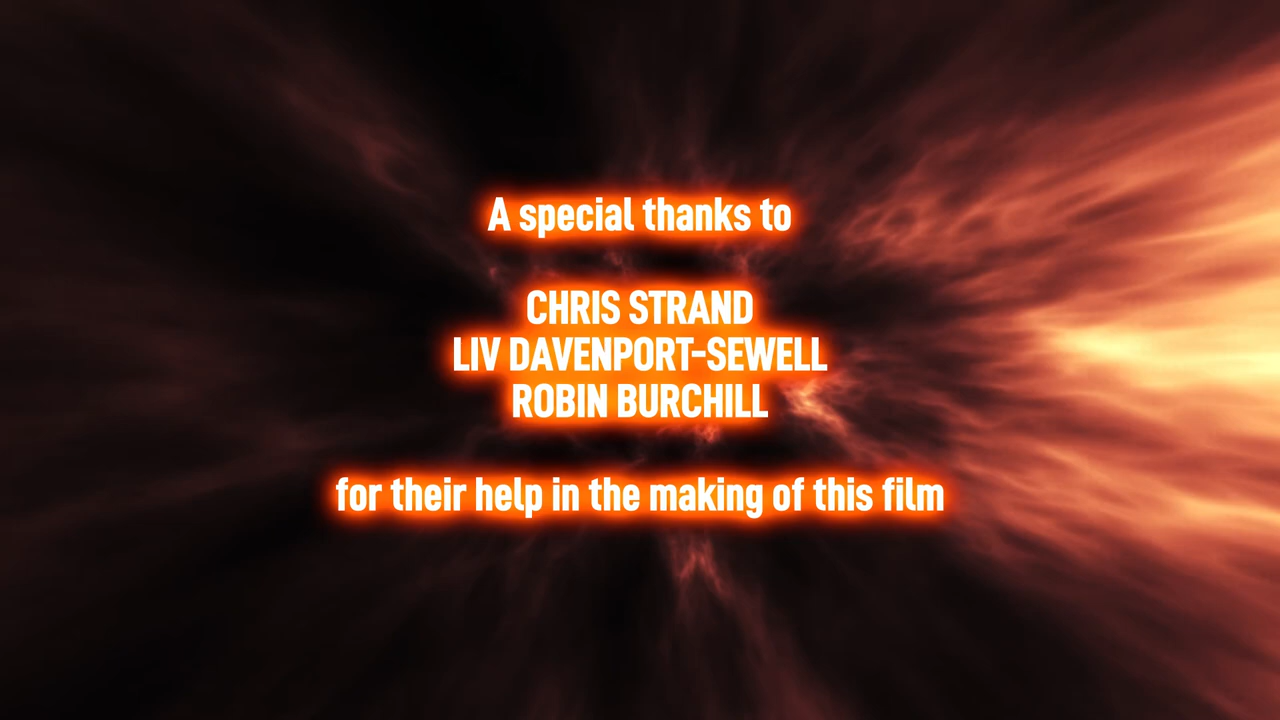 A special thanks to
CHRIS STRAND
LIV DAVENPORT-SEWELL
ROBIN BURCHILL
for their help in the making of this film